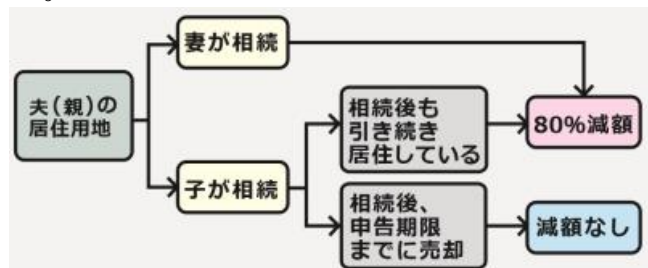 妻が相続
夫(親)の
居住用地
相続後も
引き続き
居住している
80%減額
子が相続
相続後、
申告期限
までに売却
減額なし